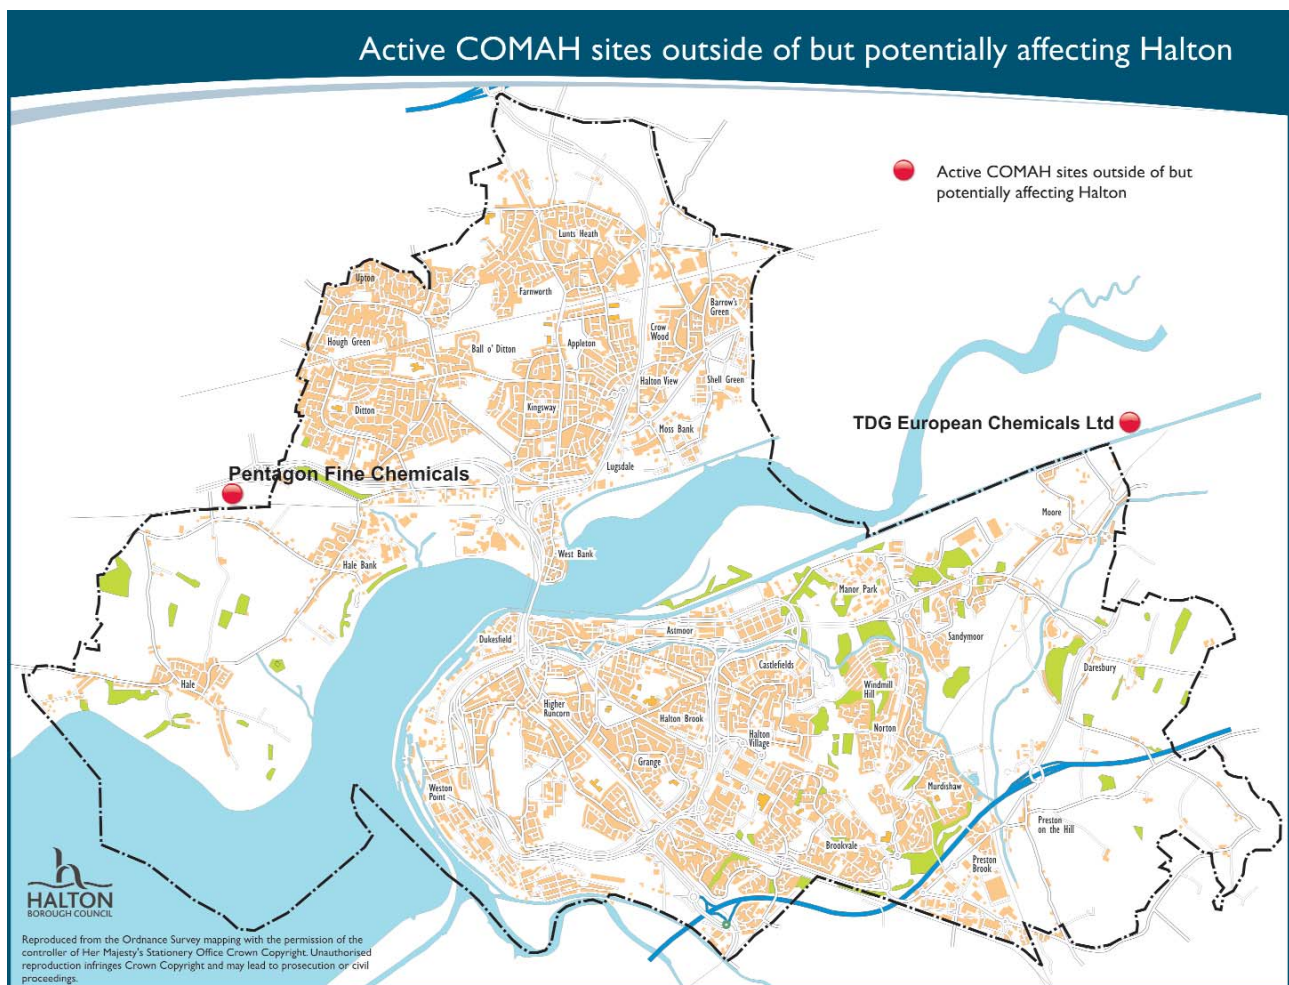 Active COMAH sites outside of but potentially affecting Halton
Active COMAH sites outside of but
potentially affecting Halton
Lunts Heath
Upton
Farnworth
Barrow's
Green
Crow
Wood
Hough Green
Ball o' Ditton
Appleton
Halton View
Shell Green
Ditton
Kingsway
Moss Bank
TDG European Chemicals Ltd
Lugsdale
Pentagon Fine Chemicals
Moore
West Bank
Hale Bank
Manor Park
Dukesfield
Astmoor
Sandymoor
Castlefields
Daresbury
Hale
Windmill
Hill
Higher
Runcorn
Halton Brook
Norton
Halton
Village
Grange
Weston
Point
Murdishaw
Preston
on the Hill
Brookvale
Preston
Brook
HALTON
BOROUGH COUNCIL
Reproduced from the Ordnance Survey mapping with the permission of the
controller of Her Majesty's Stationery Office Crown Copyright. Unauthorised
reproduction infringes Crown Copyright and may lead to prosecution or civil
proceedings.